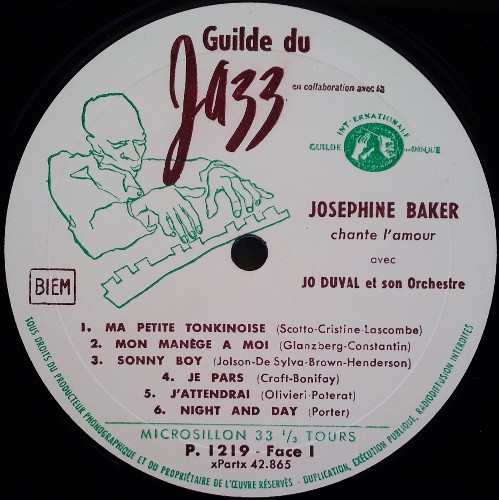 Guilde du
Jazz
en collaboration avec la
INTERNATIONALE
GUILDE DU DISQUE
JOSEPHINE BAKER
chante l'amour
avec
JO DUVAL et son Orchestre
BIEM
1. MA PETITE TONKINOISE (Scotto-Cristine-Lascombe)
2. MON MANÈGE A MOI (Glanzberg-Constantin)
3. SONNY BOY (Jolson-De Sylva-Brown-Henderson)
4. JE PARS (Craft-Bonifay)
5. J'ATTENDRAI (Olivieri-Poterat)
6. NIGHT AND DAY (Porter)
MICROSILLON 33 1/3 TOURS
P. 1219 - Face I
xPartx 42.865
TOUS DROITS DU PRODUCTEUR PHONOGRAPHIQUE ET DU PROPRIÉTAIRE DE L'ŒUVRE RÉSERVÉS - DUPLICATION, EXÉCUTION PUBLIQUE, RADIODIFFUSION INTERDITES